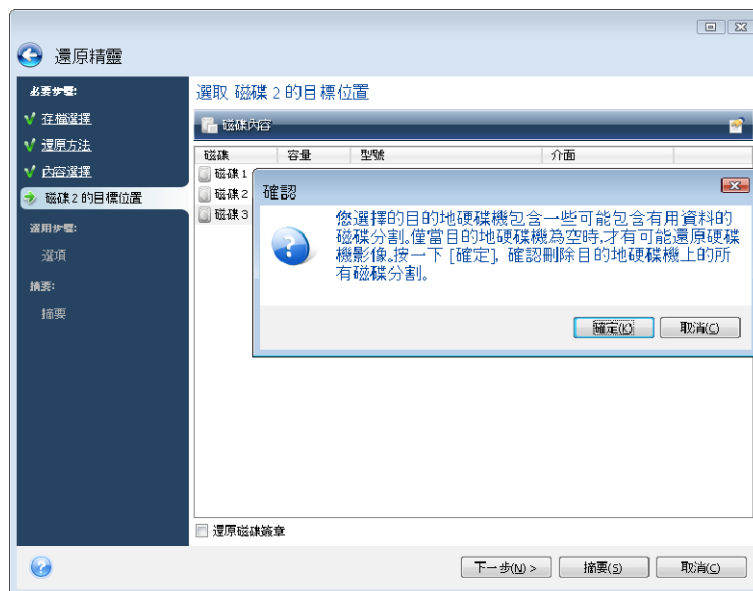 還原精靈
必要步驟:
存檔選擇
還原方法
內容選擇
磁碟 2 的目標位置
選用步驟:
選項
摘要:
摘要
選取 磁碟 2 的目標位置
磁碟內容
磁碟 容量 型號 介面
磁碟 1
磁碟 2
磁碟 3
確認
您選擇的目的地硬碟機包含一些可能包含有用資料的
磁碟分割.僅當目的地硬碟機為空時,才有可能還原硬碟
機影像。按一下 [確定], 確認刪除目的地硬碟機上的所
有磁碟分割。
確定(K)
取消(C)
還原磁碟簽章
下一步(N) >
摘要(S)
取消(C)